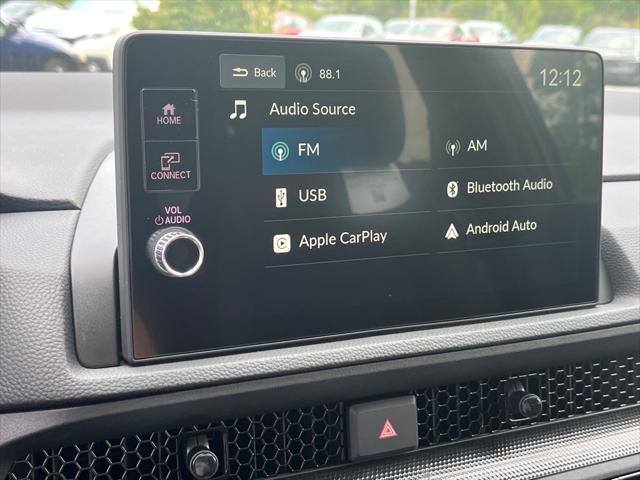 Back 88.1 12:12
HOME
Audio Source
FM AM
CONNECT
USB Bluetooth Audio
VOL
AUDIO
Apple CarPlay Android Auto